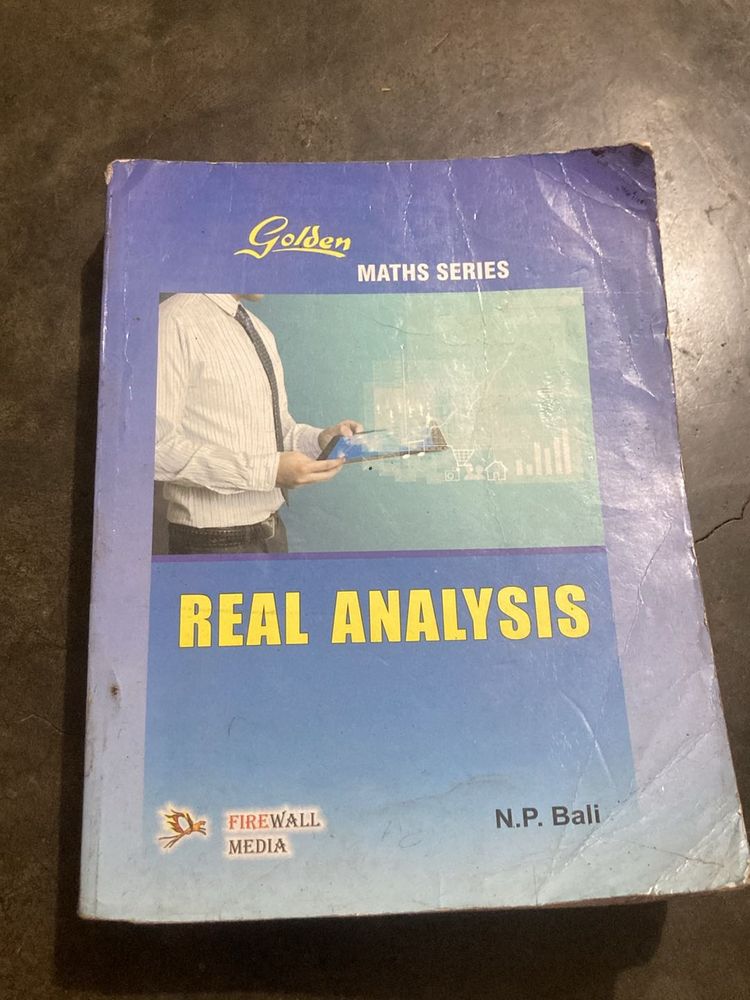 Golden
MATHS SERIES
REAL ANALYSIS
N.P. Bali
FIREWALL
MEDIA